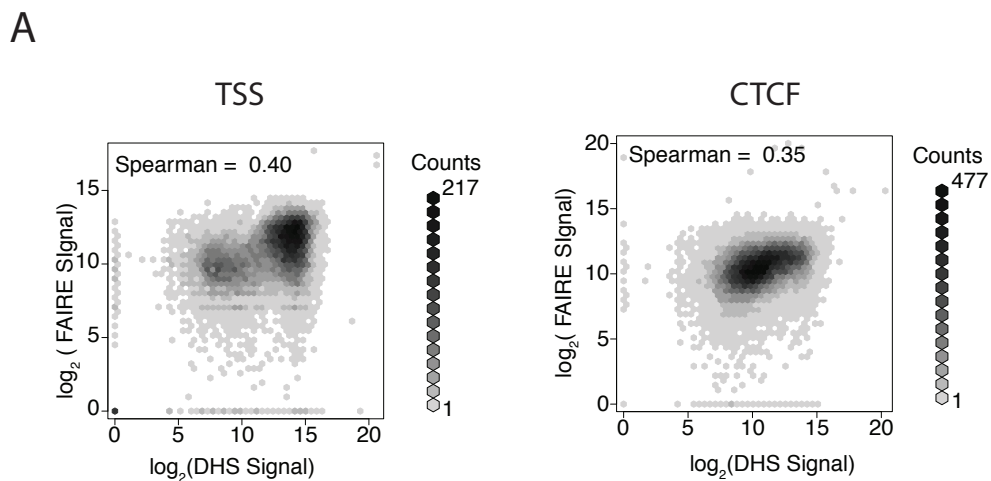 A
TSS
Spearman = 0.40
Counts
217
1
15
10
5
0
log2( FAIRE SIgnal)
0 5 10 15 20
log2(DHS Signal)
CTCF
Spearman = 0.35
Counts
477
1
20
15
10
5
0
log2( FAIRE SIgnal)
0 5 10 15 20
log2(DHS Signal)